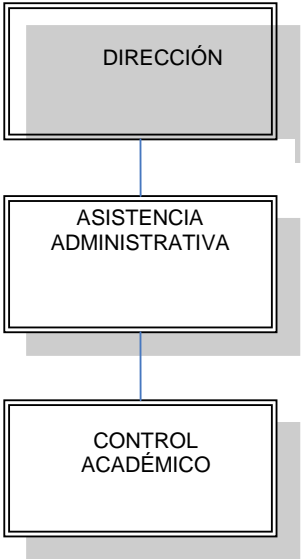 DIRECCIÓN
ASISTENCIA
ADMINISTRATIVA
CONTROL
ACADÉMICO